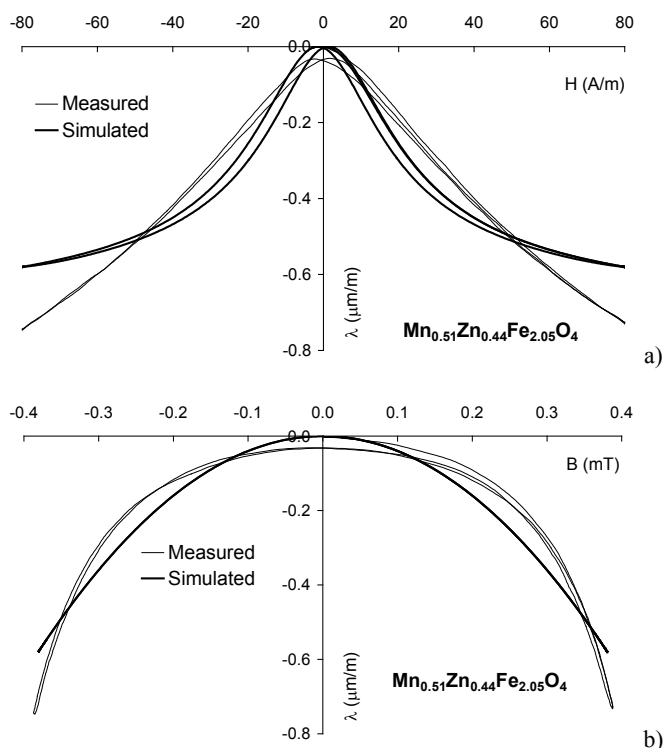 -80 -60 -40 -20 0 20 40 60 80
0.0
H (A/m)
Measured
Simulated
-0.2
-0.4
-0.6
-0.8
λ (μm/m)
Mn0.51Zn0.44Fe2.05O4
a)
-0.4 -0.3 -0.2 -0.1 0.0 0.1 0.2 0.3 0.4
0.0
B (mT)
Measured
Simulated
-0.2
-0.4
-0.6
-0.8
λ (μm/m)
Mn0.51Zn0.44Fe2.05O4
b)